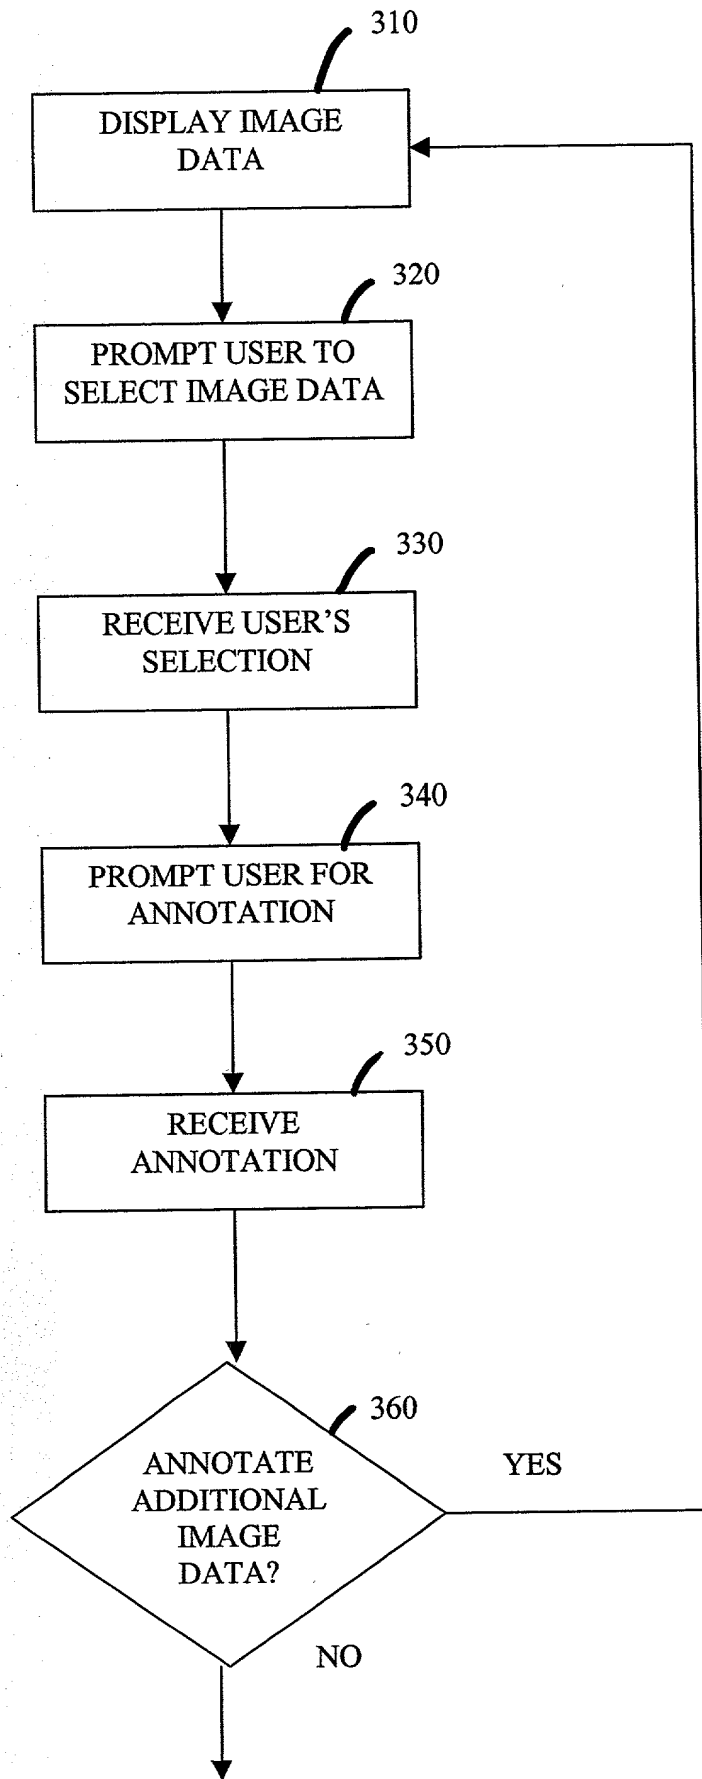 310
DISPLAY IMAGE
DATA
320
PROMPT USER TO
SELECT IMAGE DATA
330
RECEIVE USER'S
SELECTION
340
PROMPT USER FOR
ANNOTATION
350
RECEIVE
ANNOTATION
360
ANNOTATE
ADDITIONAL
IMAGE
DATA?
YES
NO